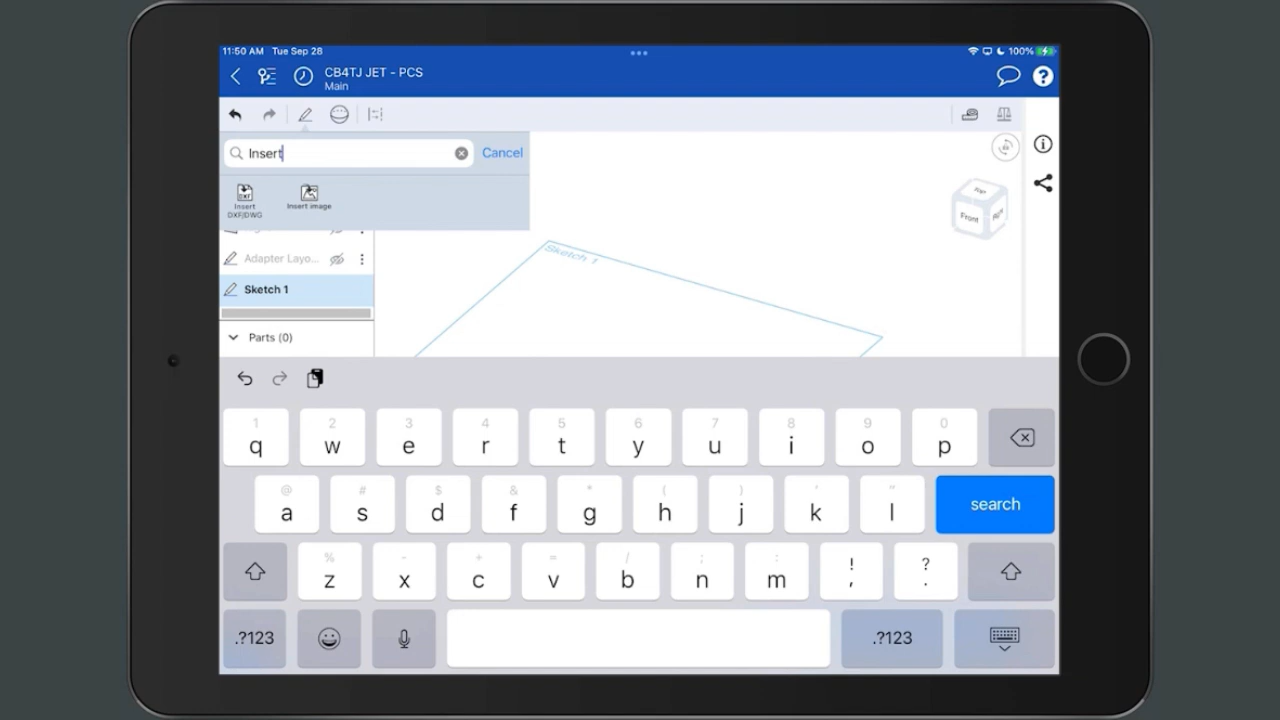 11:50 AM Tue Sep 28
100%
CB4TJ JET - PCS
Main
Insert
Cancel
Insert
DXF/DWG
Insert image
Adapter Layo...
Sketch 1
Parts (0)
Sketch 1
Top
Front
Right
1 2 3 4 5 6 7 8 9 0
q w e r t y u i o p
@ # $ & * ( ) ' "
a s d f g h j k l search
% - + = / ; : ! ?
z x c v b n m , .
.?123 .?123